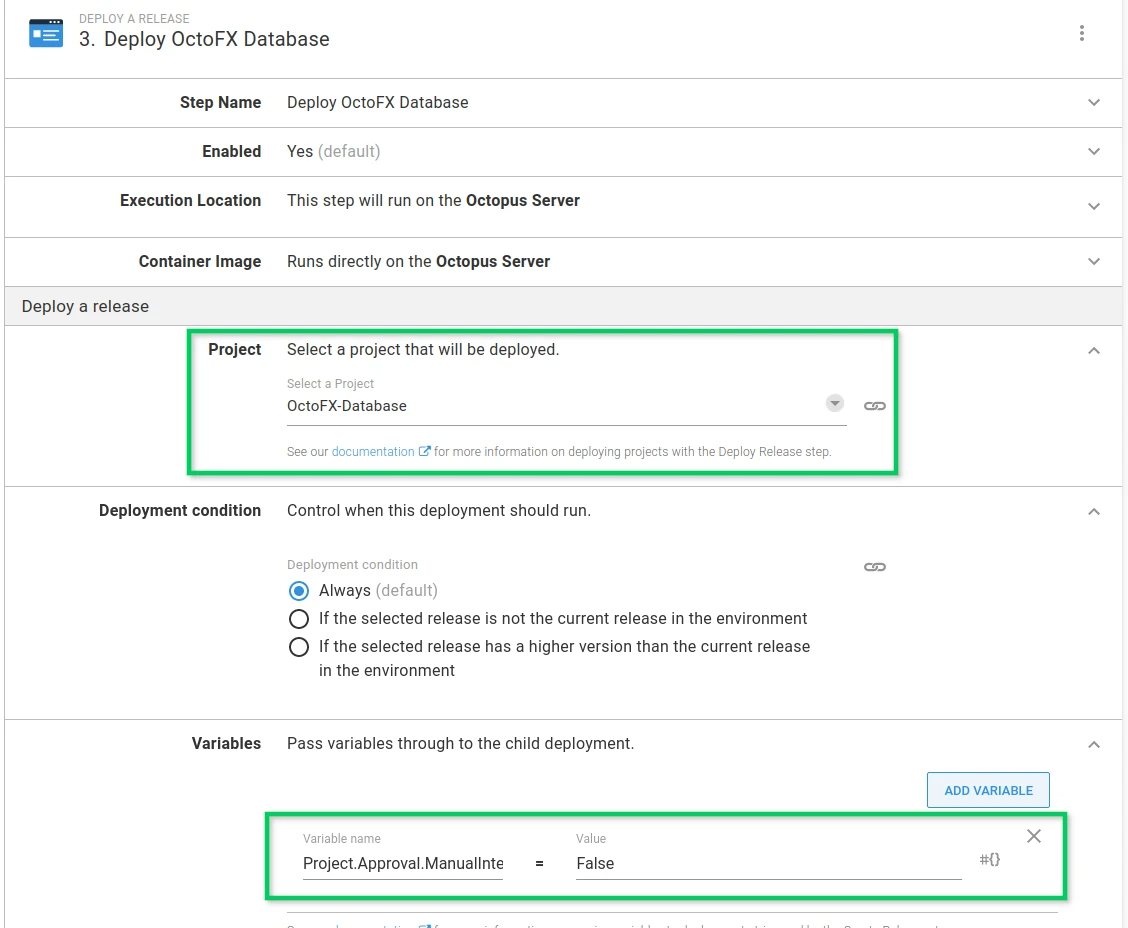 DEPLOY A RELEASE
3. Deploy OctoFX Database
Step Name Deploy OctoFX Database
Enabled Yes (default)
Execution Location This step will run on the Octopus Server
Container Image Runs directly on the Octopus Server
Deploy a release
Project Select a project that will be deployed.
Select a Project
OctoFX-Database
See our documentation for more information on deploying projects with the Deploy Release step.
Deployment condition Control when this deployment should run.
Deployment condition
Always (default)
If the selected release is not the current release in the environment
If the selected release has a higher version than the current release
in the environment
Variables Pass variables through to the child deployment.
ADD VARIABLE
Variable name Value
Project.Approval.ManualInte = False #{}